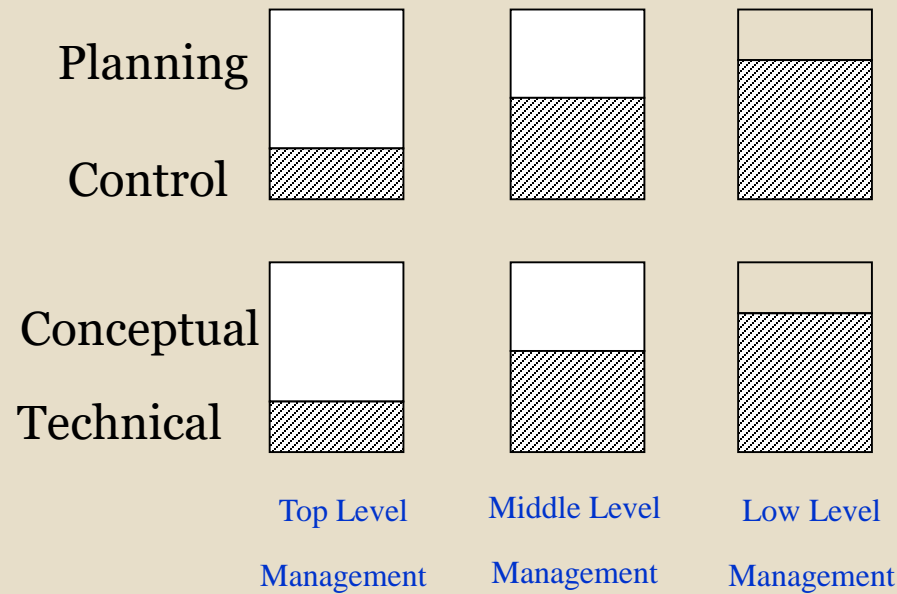 Planning
Control
Conceptual
Technical
Top Level
Management
Middle Level
Management
Low Level
Management